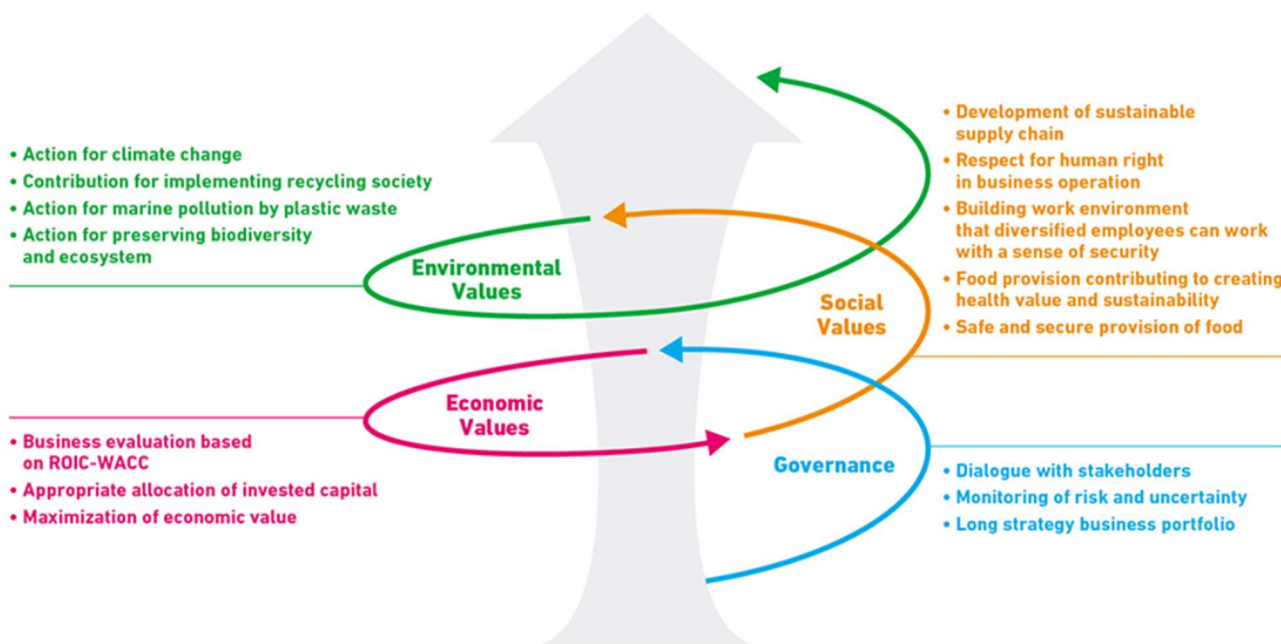 • Action for climate change
• Contribution for implementing recycling society
• Action for marine pollution by plastic waste
• Action for preserving biodiversity
and ecosystem
Environmental
Values
• Development of sustainable
supply chain
• Respect for human right
in business operation
• Building work environment
that diversified employees can work
with a sense of security
• Food provision contributing to creating
health value and sustainability
• Safe and secure provision of food
Social
Values
Economic
Values
• Business evaluation based
on ROIC-WACC
• Appropriate allocation of invested capital
• Maximization of economic value
Governance
• Dialogue with stakeholders
• Monitoring of risk and uncertainty
• Long strategy business portfolio